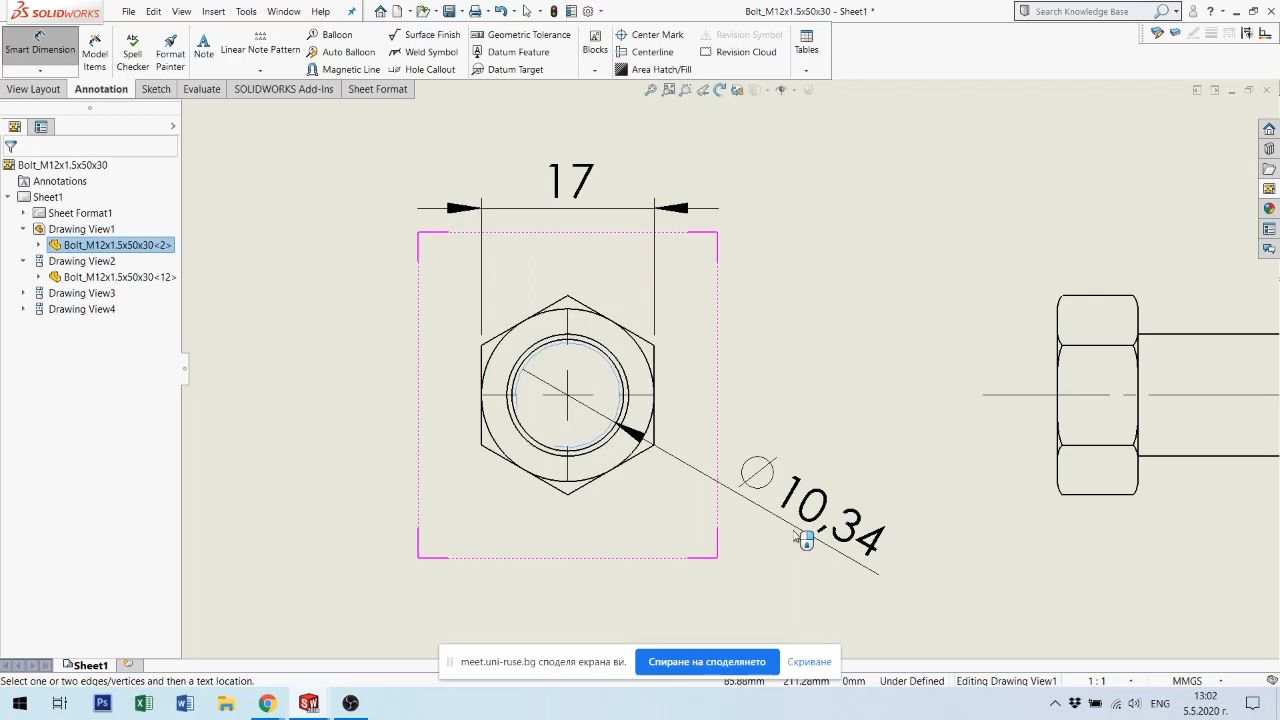 SOLIDWORKS File Edit View Insert Tools Window Help Bolt_M12x1.5x50x30 - Sheet1 * Search Knowledge Base ?
Smart Dimension
Model Items
Spell Checker
Format Painter
Note
Linear Note Pattern
Balloon
Auto Balloon
Magnetic Line
Surface Finish
Weld Symbol
Hole Callout
Geometric Tolerance
Datum Feature
Datum Target
Blocks
Center Mark
Centerline
Area Hatch/Fill
Revision Symbol
Revision Cloud
Tables
View Layout Annotation Sketch Evaluate SOLIDWORKS Add-Ins Sheet Format
Bolt_M12x1.5x50x30
Annotations
Sheet1
Sheet Format1
Drawing View1
Bolt_M12x1.5x50x30<2>
Drawing View2
Bolt_M12x1.5x50x30<12>
Drawing View3
Drawing View4
17
∅ 10,34
meet.uni-ruse.bg споделя екрана ви. Спиране на споделянето Скриване
Sheet1
Select one or two edges/vertices and then a text location. 85.88mm 211.28mm 0mm Under Defined Editing Drawing View1 1 : 1 MMGS
Ps ЕНГ 13:02
5.5.2020 г.